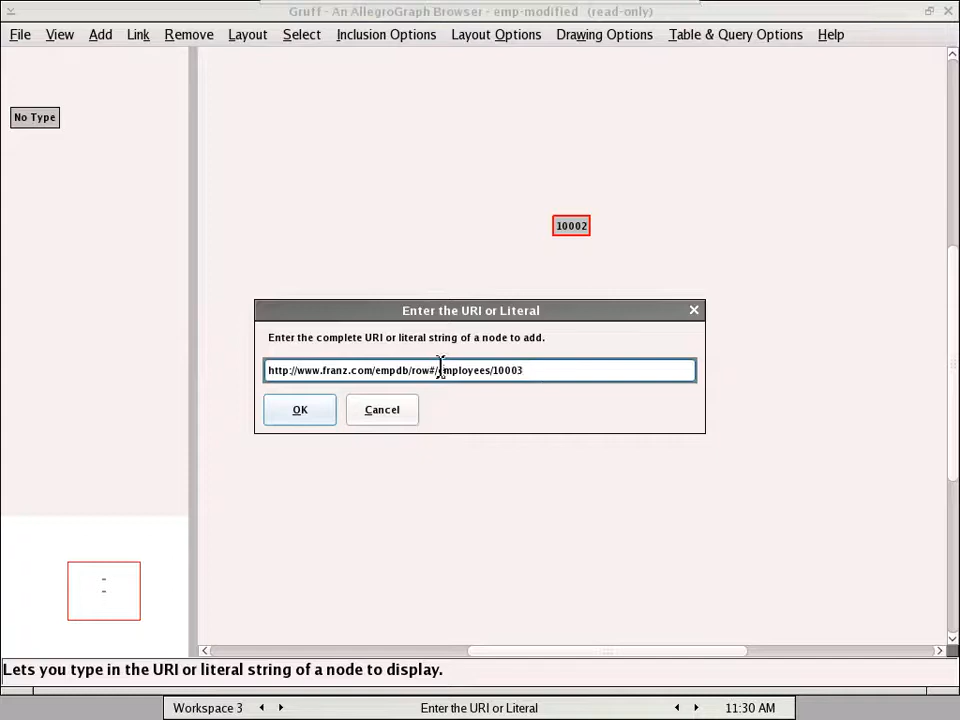 Gruff - An AllegroGraph Browser - emp-modified (read-only)
File View Add Link Remove Layout Select Inclusion Options Layout Options Drawing Options Table & Query Options Help
No Type
10002
Enter the URI or Literal
Enter the complete URI or literal string of a node to add.
http://www.franz.com/empdb/row#/employees/10003
OK Cancel
Lets you type in the URI or literal string of a node to display.
Workspace 3 Enter the URI or Literal 11:30 AM